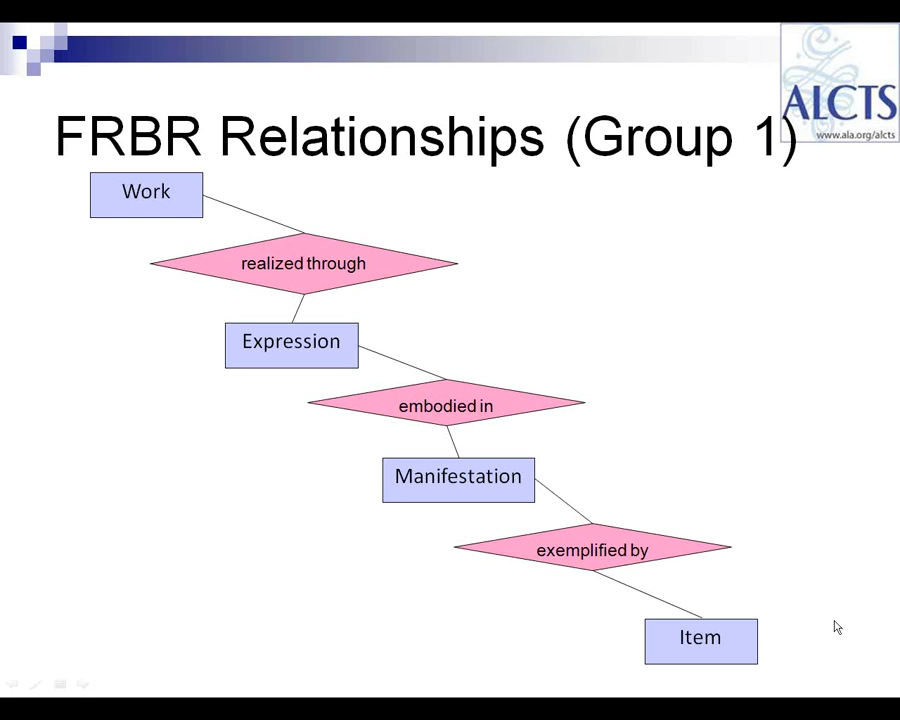 ALCTS
www.ala.org/alcts
FRBR Relationships (Group 1)
Work
realized through
Expression
embodied in
Manifestation
exemplified by
Item